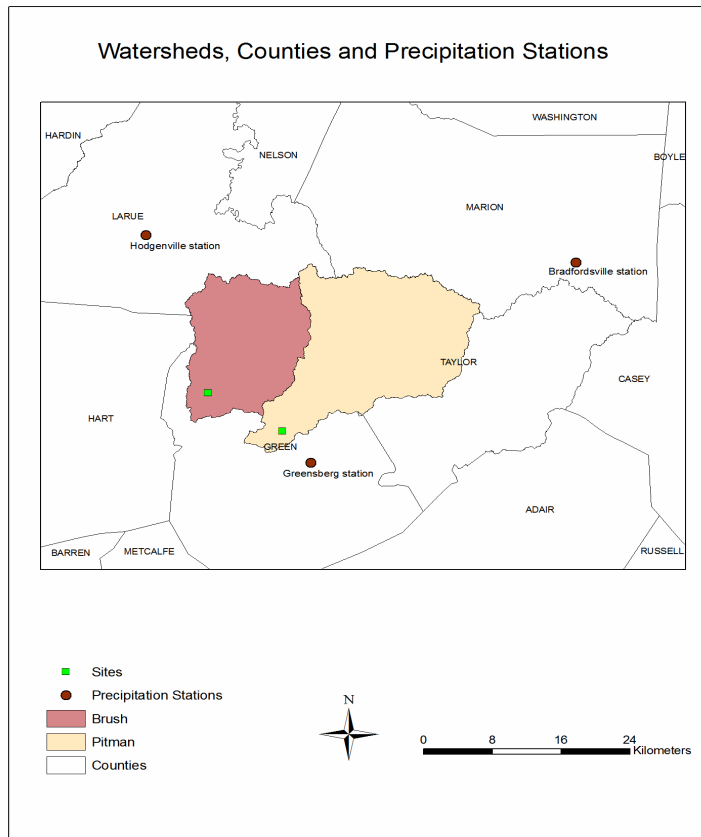 Watersheds, Counties and Precipitation Stations
WASHINGTON
HARDIN
NELSON
BOYLE
MARION
LARUE
Hodgenville station
Bradfordsville station
TAYLOR
CASEY
HART
GREEN
Greensberg station
ADAIR
BARREN
METCALFE
RUSSELL
Sites
Precipitation Stations
Brush
Pitman
Counties
N
0 8 16 24
Kilometers